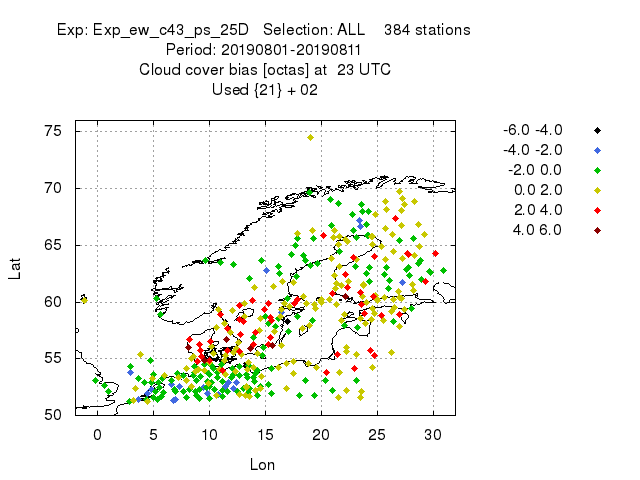 Exp: Exp_ew_c43_ps_25D Selection: ALL 384 stations
Period: 20190801-20190811
Cloud cover bias [octas] at 23 UTC
Used {21} + 02
-6.0 -4.0
-4.0 -2.0
-2.0 0.0
0.0 2.0
2.0 4.0
4.0 6.0
75
70
65
60
55
50
Lat
0 5 10 15 20 25 30
Lon